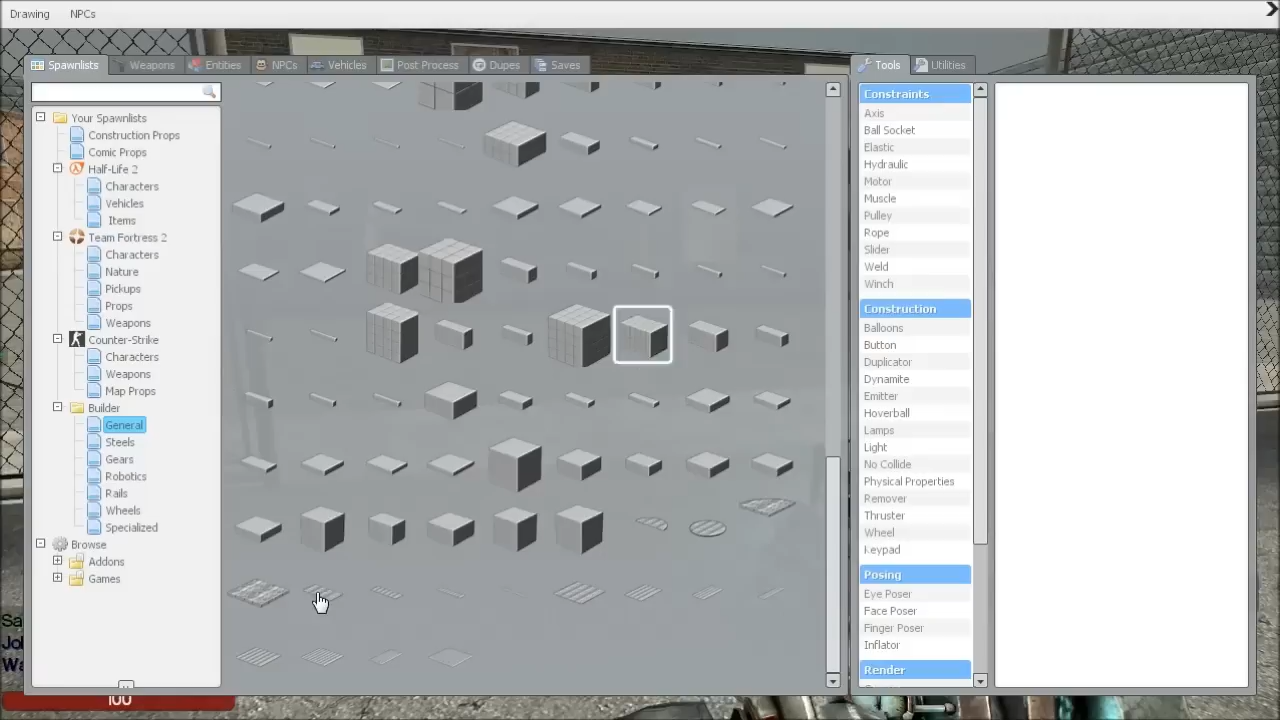 Drawing NPCs
Spawnlists Weapons Entities NPCs Vehicles Post Process Dupes Saves
Tools Utilities
Your Spawnlists
Construction Props
Comic Props
Half-Life 2
Characters
Vehicles
Items
Team Fortress 2
Characters
Nature
Pickups
Props
Weapons
Counter-Strike
Characters
Weapons
Map Props
Builder
General
Steels
Gears
Robotics
Rails
Wheels
Specialized
Browse
Addons
Games
Constraints
Axis
Ball Socket
Elastic
Hydraulic
Motor
Muscle
Pulley
Rope
Slider
Weld
Winch
Construction
Balloons
Button
Duplicator
Dynamite
Emitter
Hoverball
Lamps
Light
No Collide
Physical Properties
Remover
Thruster
Wheel
Keypad
Posing
Eye Poser
Face Poser
Finger Poser
Inflator
Render
100